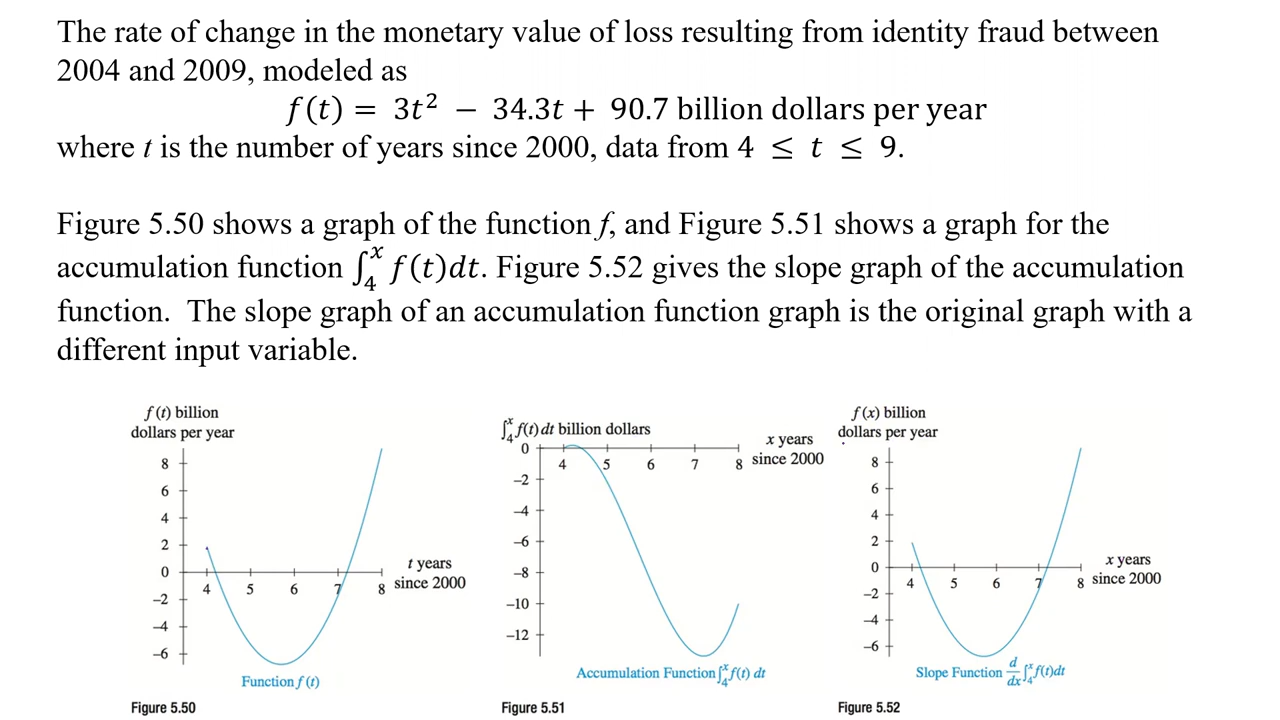 The rate of change in the monetary value of loss resulting from identity fraud between
2004 and 2009, modeled as
f(t) = 3t² − 34.3t + 90.7 billion dollars per year
where t is the number of years since 2000, data from 4 ≤ t ≤ 9.
Figure 5.50 shows a graph of the function f, and Figure 5.51 shows a graph for the
accumulation function ∫₄ˣ f(t)dt. Figure 5.52 gives the slope graph of the accumulation
function. The slope graph of an accumulation function graph is the original graph with a
different input variable.
f (t) billion
dollars per year
8
6
4
2
0
−2
−4
−6
4 5 6 7 8
t years
since 2000
Function f (t)
Figure 5.50
∫₄ˣ f(t) dt billion dollars
0
−2
−4
−6
−8
−10
−12
4 5 6 7 8
x years
since 2000
Accumulation Function ∫₄ˣ f(t) dt
Figure 5.51
f (x) billion
dollars per year
8
6
4
2
0
−2
−4
−6
4 5 6 7 8
x years
since 2000
Slope Function d/dx ∫₄ˣ f(t)dt
Figure 5.52